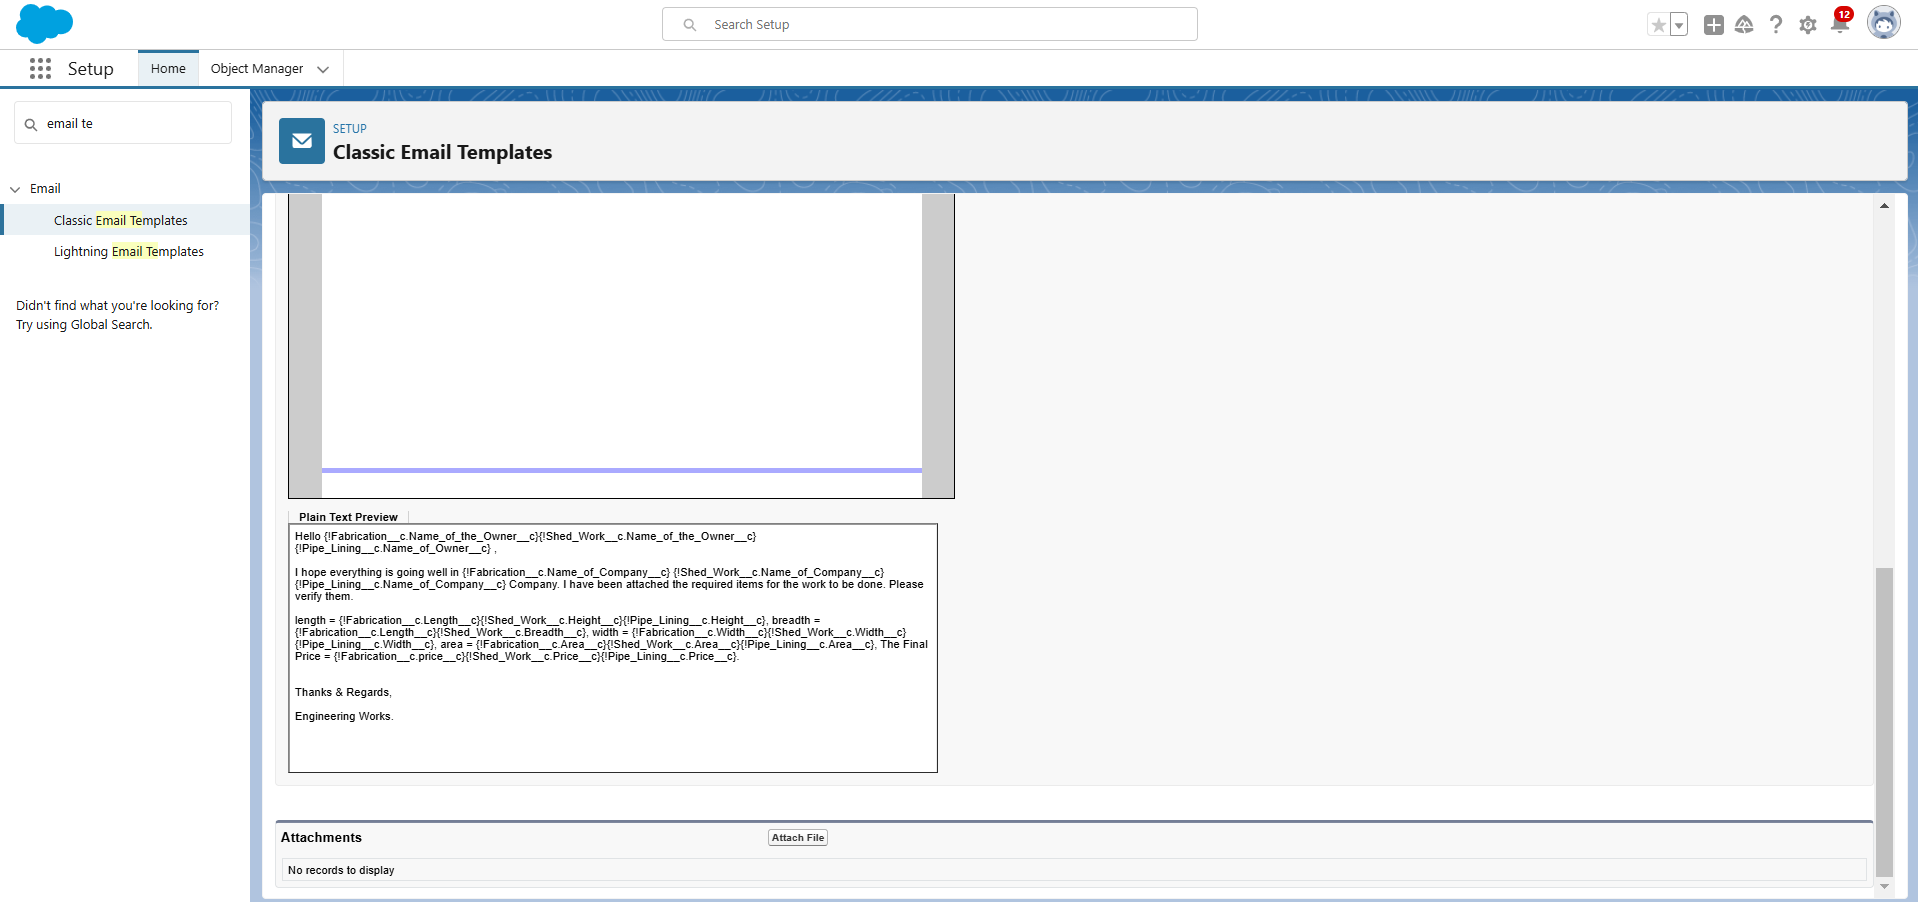 Search Setup
12
Setup
Home
Object Manager
email te
Email
Classic Email Templates
Lightning Email Templates
Didn't find what you're looking for?
Try using Global Search.
SETUP
Classic Email Templates
Plain Text Preview
Hello {!Fabrication__c.Name_of_the_Owner__c}{!Shed_Work__c.Name_of_the_Owner__c}
{!Pipe_Lining__c.Name_of_Owner__c} ,
I hope everything is going well in {!Fabrication__c.Name_of_Company__c} {!Shed_Work__c.Name_of_Company__c}
{!Pipe_Lining__c.Name_of_Company__c} Company. I have been attached the required items for the work to be done. Please
verify them.
length = {!Fabrication__c.Length__c}{!Shed_Work__c.Height__c}{!Pipe_Lining__c.Height__c}, breadth =
{!Fabrication__c.Length__c}{!Shed_Work__c.Breadth__c}, width = {!Fabrication__c.Width__c}{!Shed_Work__c.Width__c}
{!Pipe_Lining__c.Width__c}, area = {!Fabrication__c.Area__c}{!Shed_Work__c.Area__c}{!Pipe_Lining__c.Area__c}, The Final
Price = {!Fabrication__c.price__c}{!Shed_Work__c.Price__c}{!Pipe_Lining__c.Price__c}.
Thanks & Regards,
Engineering Works.
Attachments
Attach File
No records to display